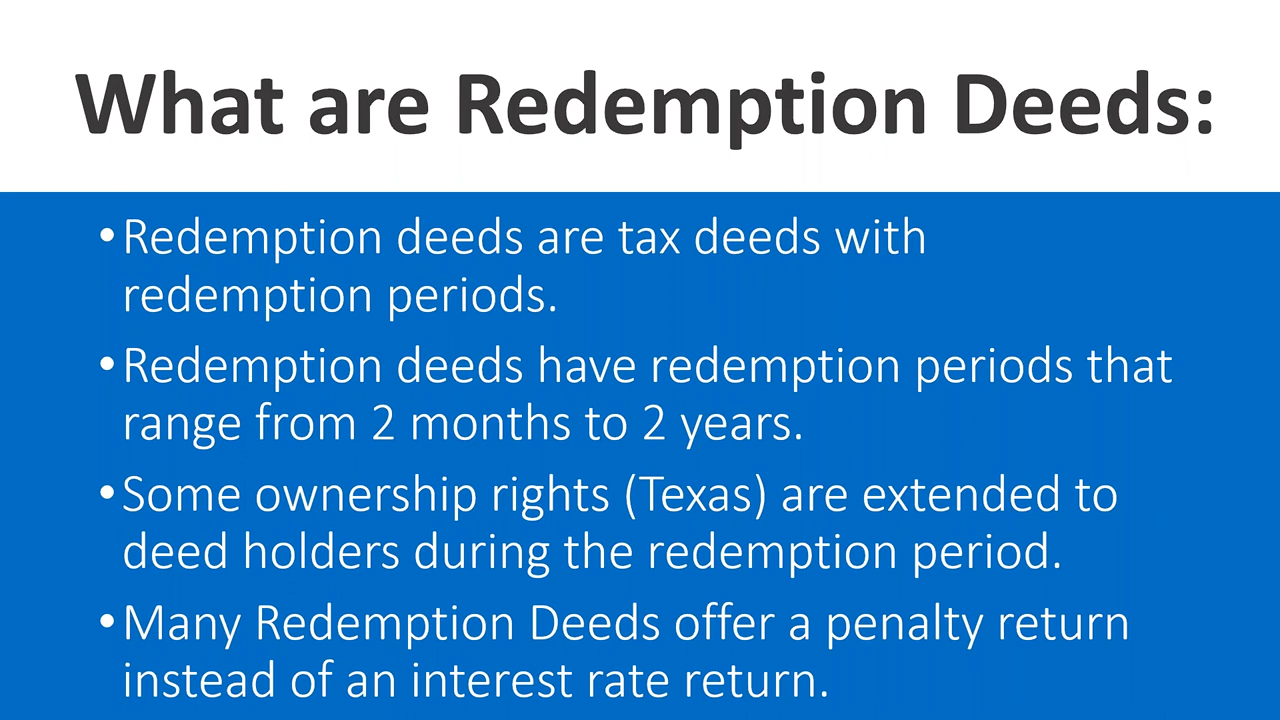 What are Redemption Deeds:
•Redemption deeds are tax deeds with
redemption periods.
•Redemption deeds have redemption periods that
range from 2 months to 2 years.
•Some ownership rights (Texas) are extended to
deed holders during the redemption period.
•Many Redemption Deeds offer a penalty return
instead of an interest rate return.